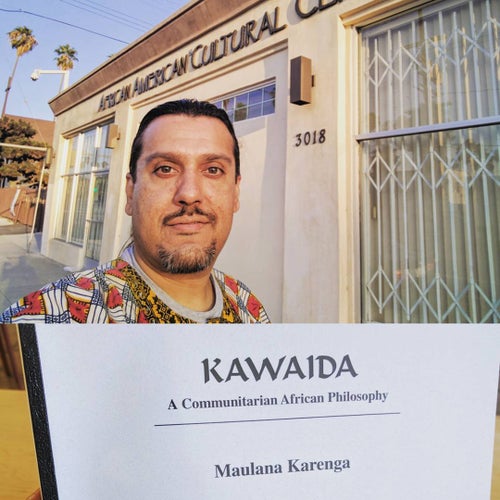 AFRICAN AMERICAN CULTURAL
3018
KAWAIDA
A Communitarian African Philosophy
Maulana Karenga